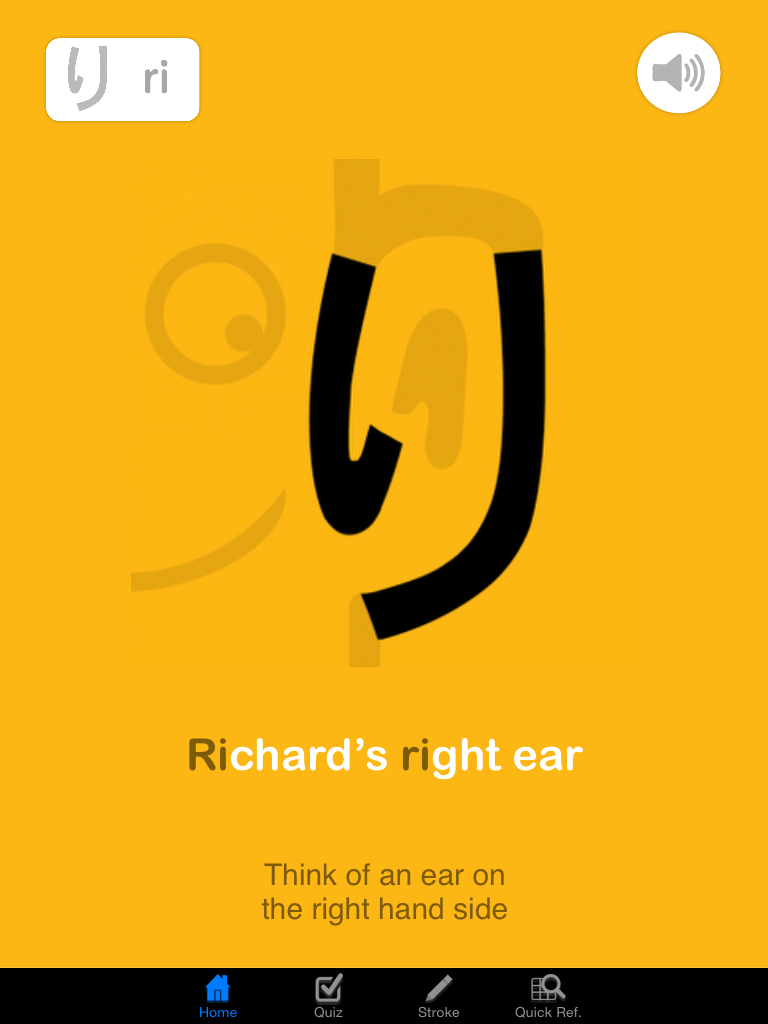 り ri
り
Richard’s right ear
Think of an ear on
the right hand side
Home Quiz Stroke Quick Ref.